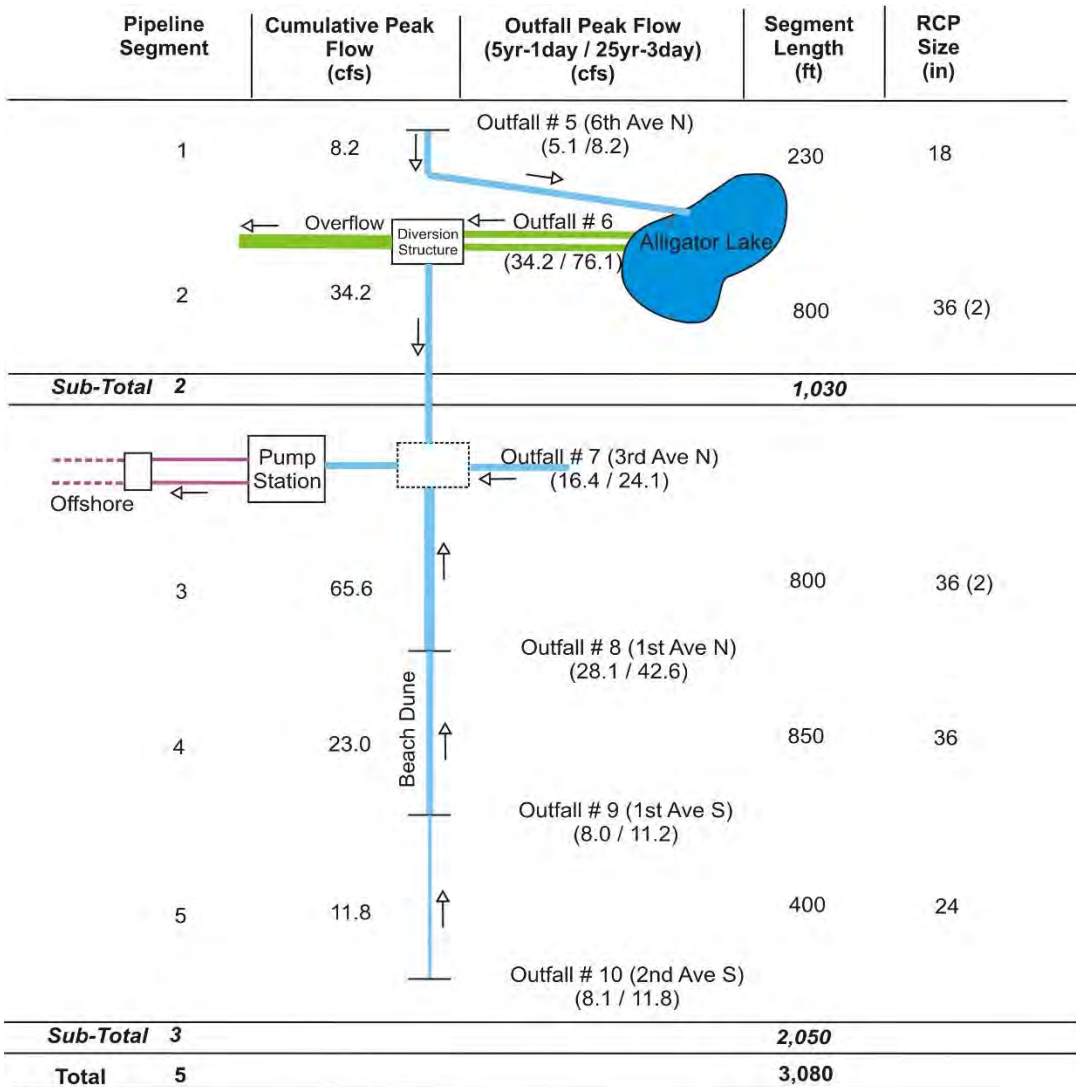 Pipeline Segment
Cumulative Peak Flow (cfs)
Outfall Peak Flow (5yr-1day / 25yr-3day) (cfs)
Segment Length (ft)
RCP Size (in)
Outfall # 5 (6th Ave N)
(5.1 /8.2)
1 8.2 230 18
Overflow
Diversion
Structure
Outfall # 6
(34.2 / 76.1)
Alligator Lake
2 34.2 800 36 (2)
Sub-Total 2 1,030
Pump
Station
Offshore
Outfall # 7 (3rd Ave N)
(16.4 / 24.1)
3 65.6 800 36 (2)
Outfall # 8 (1st Ave N)
(28.1 / 42.6)
Beach Dune
4 23.0 850 36
Outfall # 9 (1st Ave S)
(8.0 / 11.2)
5 11.8 400 24
Outfall # 10 (2nd Ave S)
(8.1 / 11.8)
Sub-Total 3 2,050
Total 5 3,080